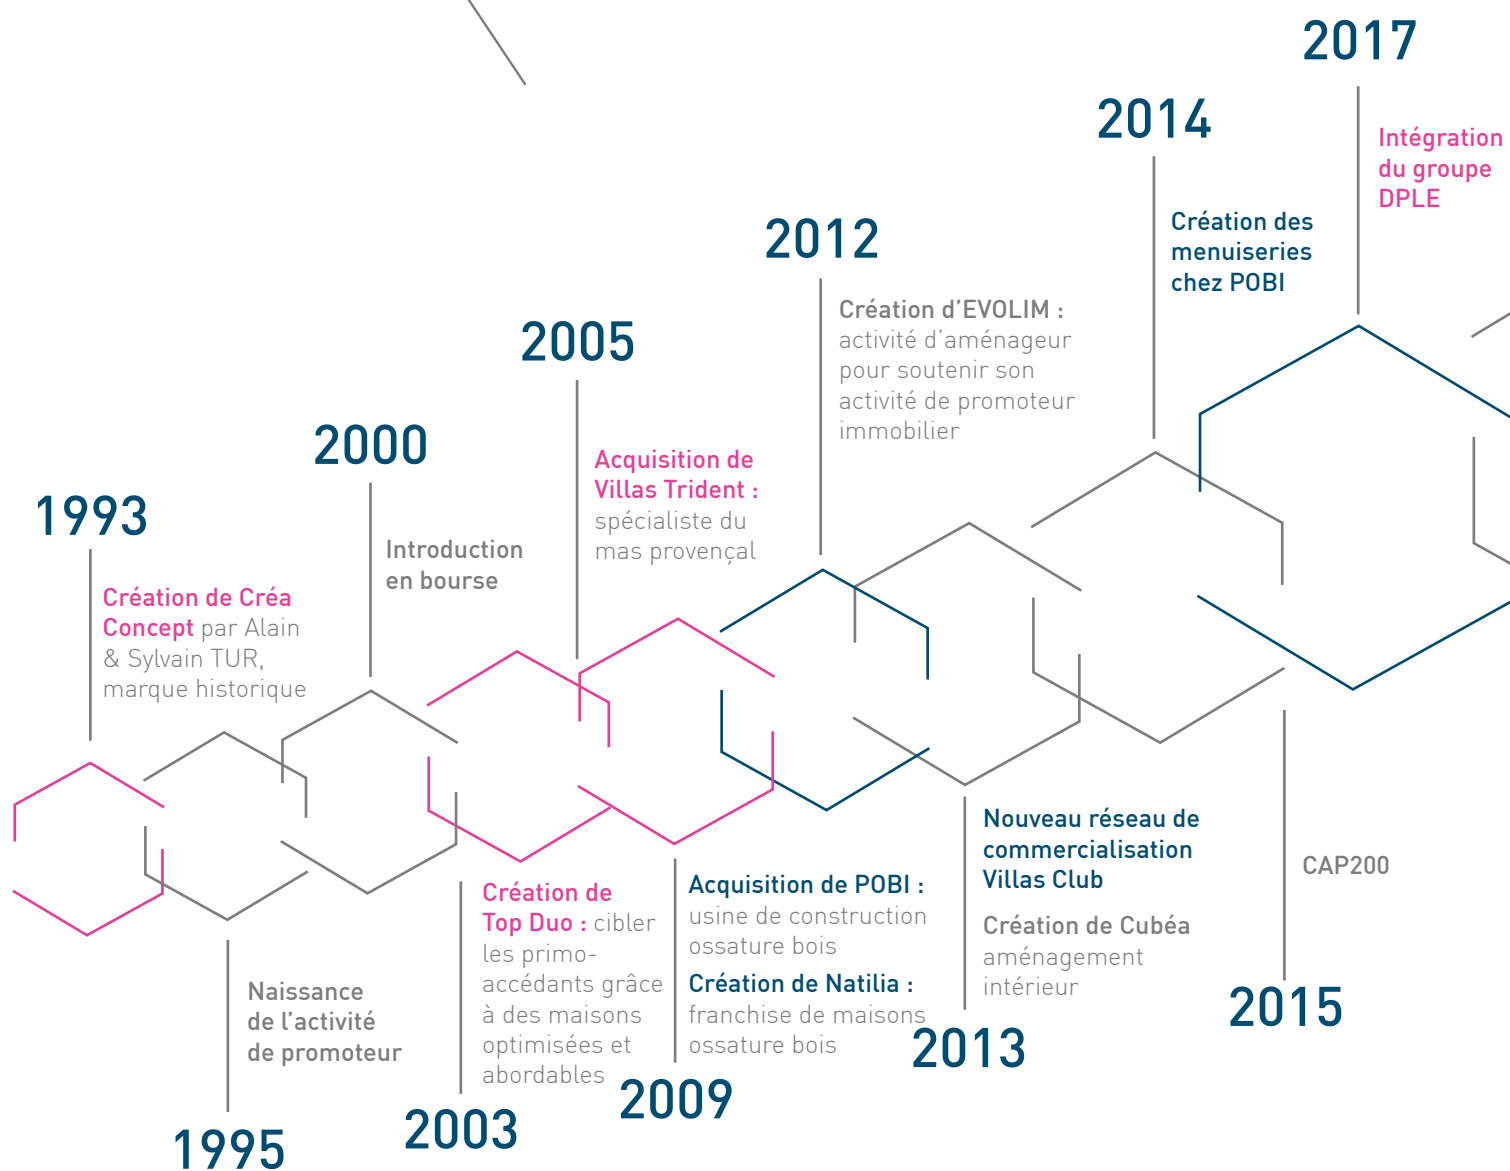 1993
Création de Créa
Concept par Alain
& Sylvain TUR,
marque historique
Naissance
de l’activité
de promoteur
1995
2000
Introduction
en bourse
Création de
Top Duo : cibler
les primo-
accédants grâce
à des maisons
optimisées et
abordables
2003
2005
Acquisition de
Villas Trident :
spécialiste du
mas provençal
Acquisition de POBI :
usine de construction
ossature bois
Création de Natilia :
franchise de maisons
ossature bois
2009
2012
Création d’EVOLIM :
activité d’aménageur
pour soutenir son
activité de promoteur
immobilier
Nouveau réseau de
commercialisation
Villas Club
Création de Cubéa
aménagement
intérieur
2013
2014
Création des
menuiseries
chez POBI
CAP200
2015
2017
Intégration
du groupe
DPLE